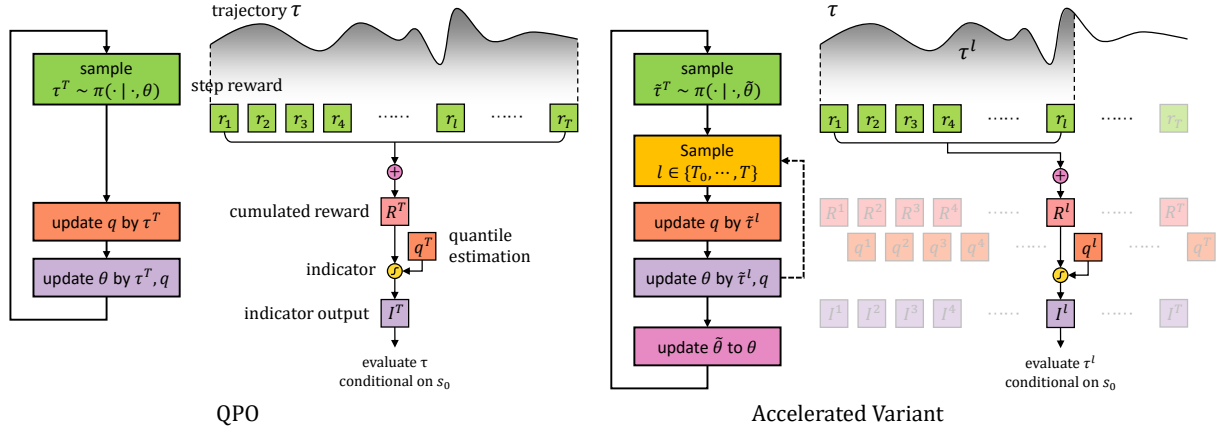 trajectory τ
sample
τ^T ~ π(· | ·, θ)
step reward
r_1 r_2 r_3 r_4 ······ r_l ······ r_T
+
update q by τ^T
cumulated reward R^T
q^T quantile
estimation
update θ by τ^T, q
indicator
indicator output I^T
evaluate τ
conditional on s_0
QPO
τ
τ^l
sample
τ̃^T ~ π(· | ·, θ̃)
r_1 r_2 r_3 r_4 ······ r_l ······ r_T
Sample
l ∈ {T_0, ⋯, T}
+
update q by τ̃^l
R^1 R^2 R^3 R^4 ······ R^l ······ R^T
q^1 q^2 q^3 q^4 ······ q^l ······ q^T
update θ by τ̃^l, q
I^1 I^2 I^3 I^4 ······ I^l ······ I^T
update θ̃ to θ
evaluate τ^l
conditional on s_0
Accelerated Variant